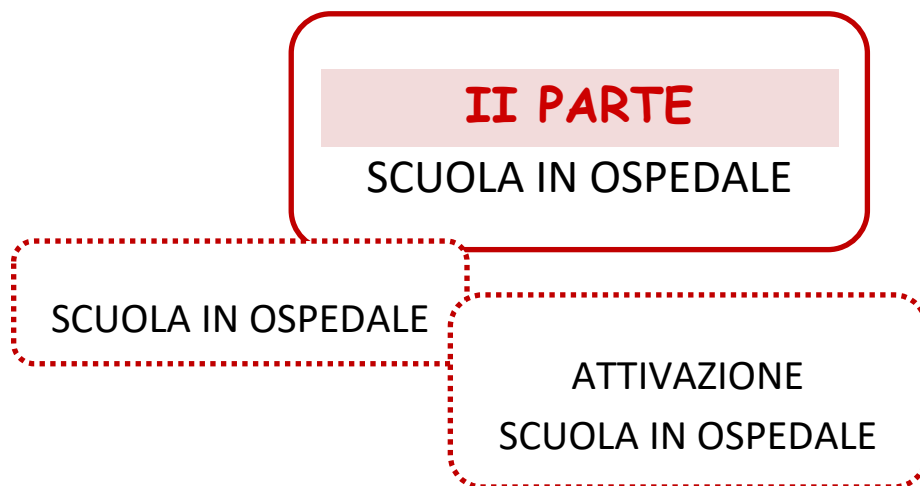 II PARTE
SCUOLA IN OSPEDALE
SCUOLA IN OSPEDALE
ATTIVAZIONE
SCUOLA IN OSPEDALE